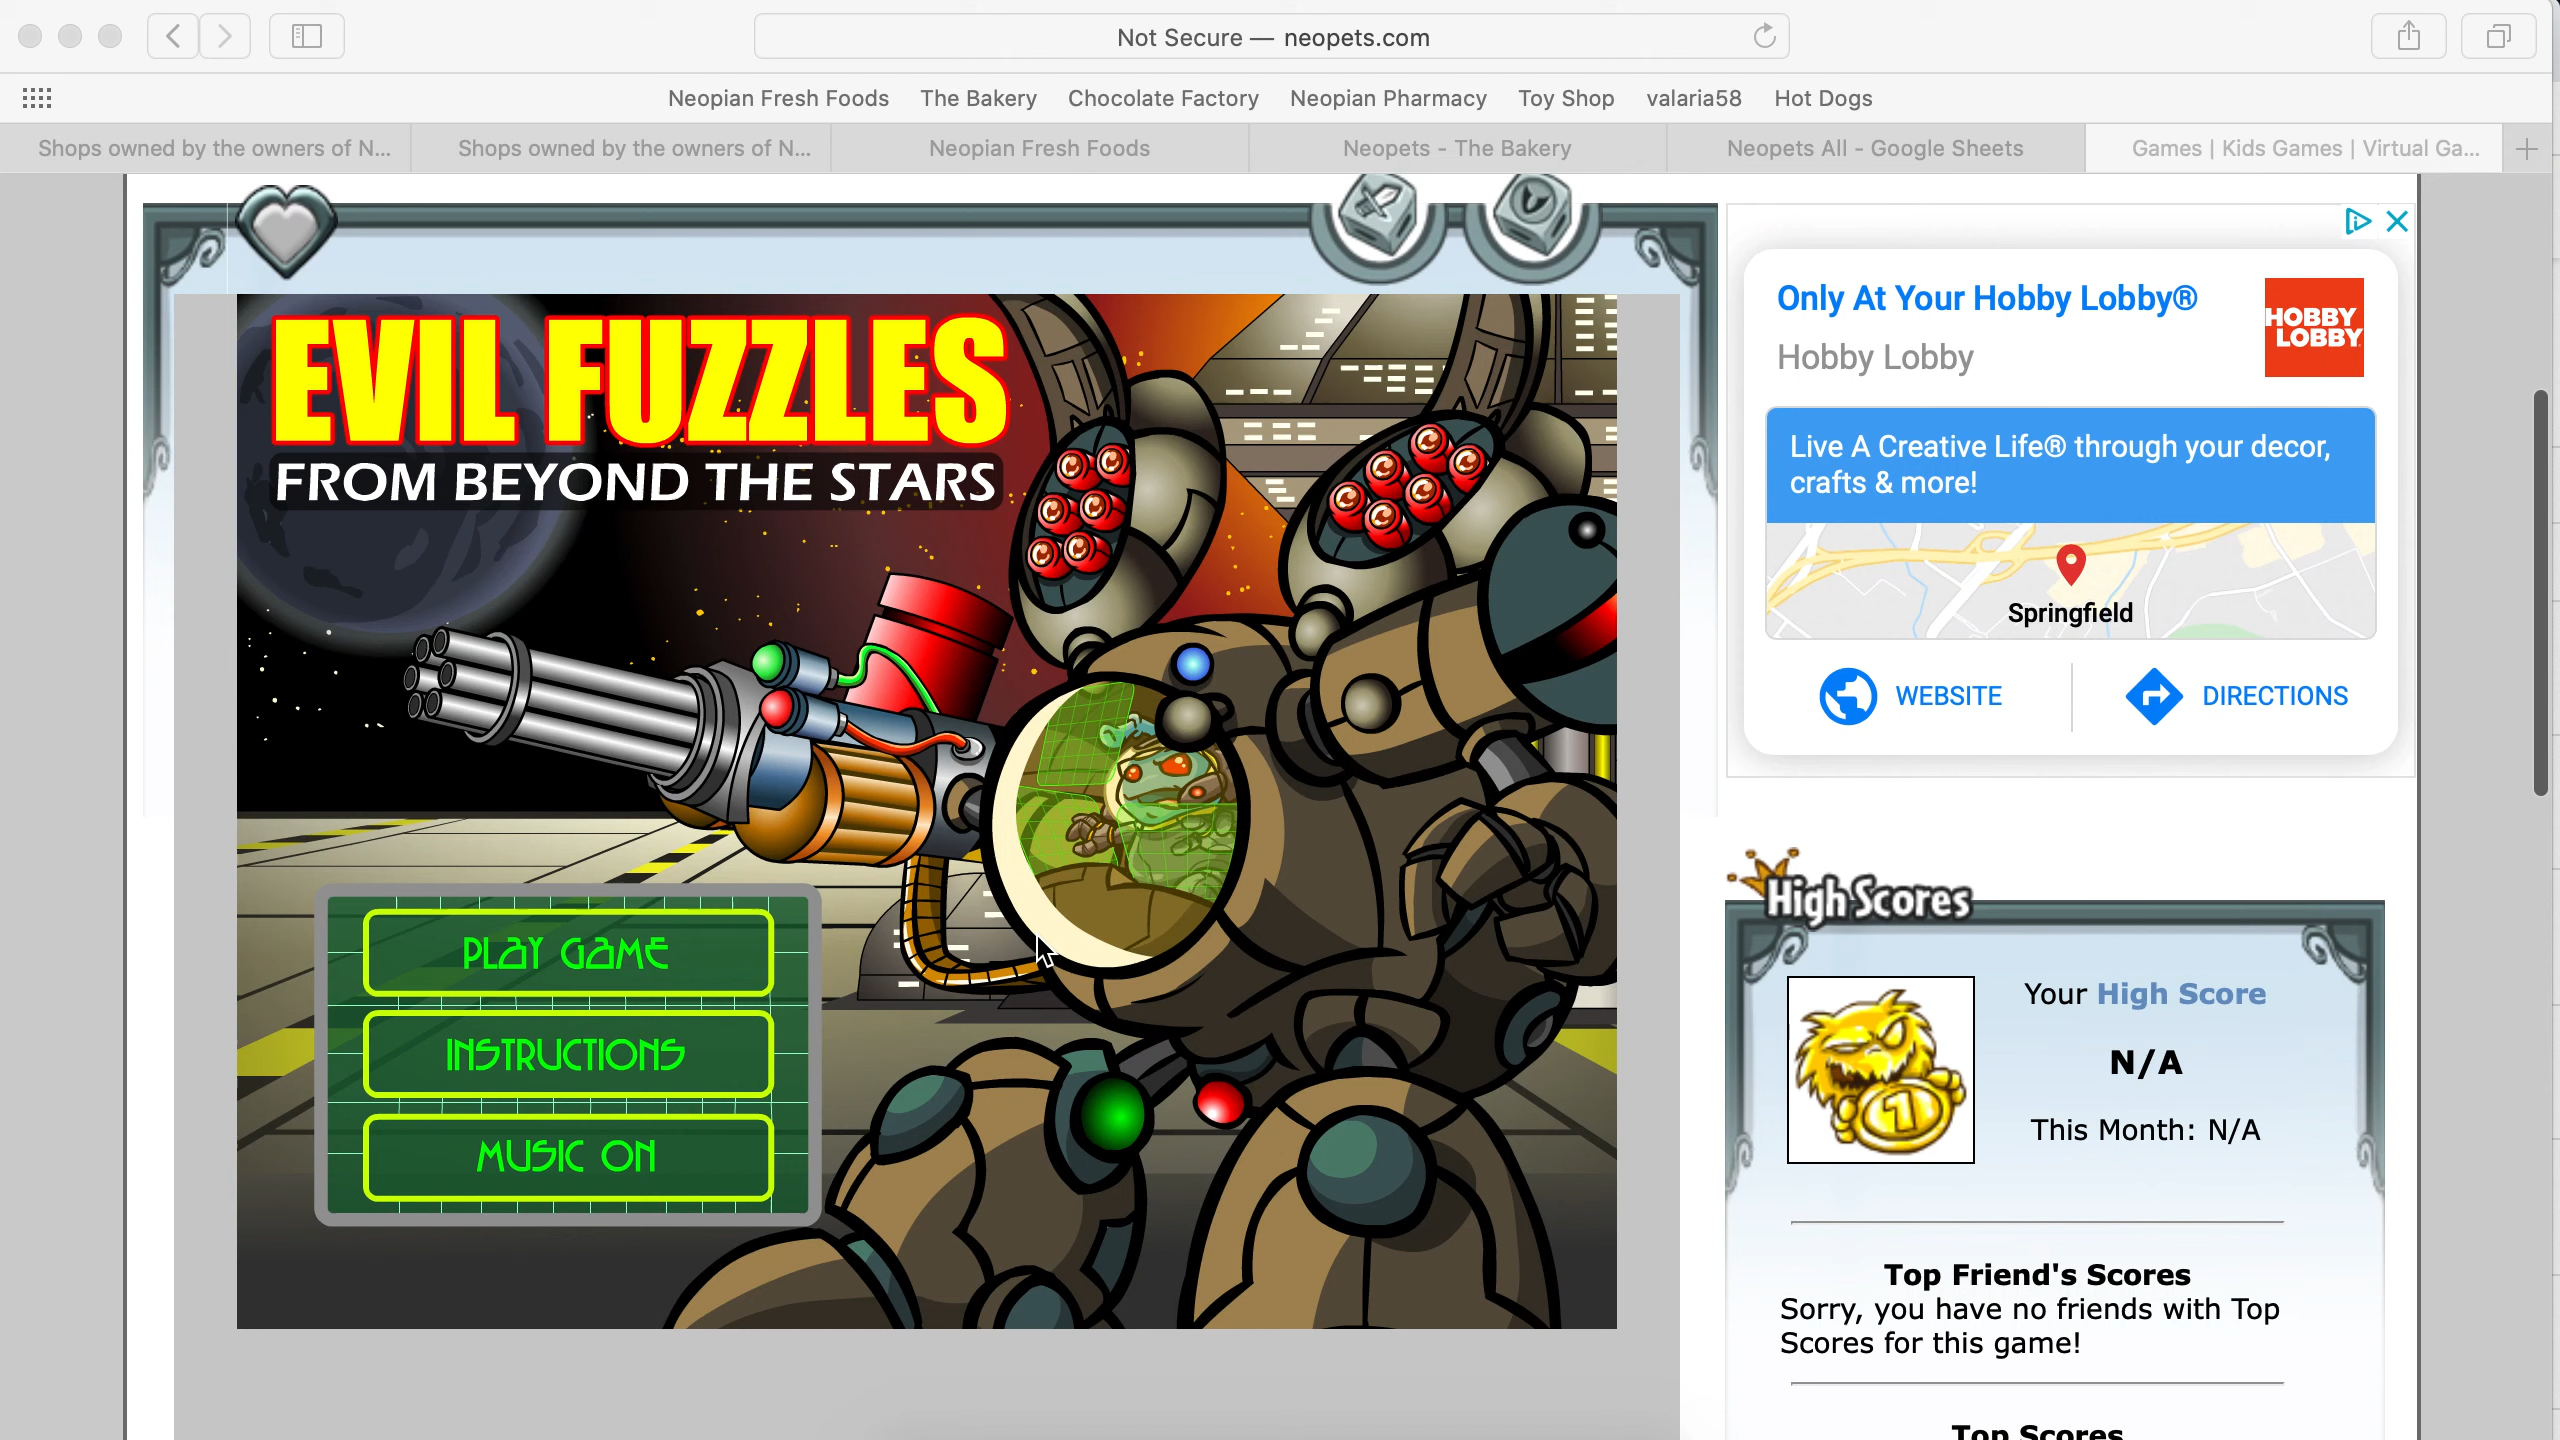 Not Secure — neopets.com
Neopian Fresh Foods The Bakery Chocolate Factory Neopian Pharmacy Toy Shop valaria58 Hot Dogs
Shops owned by the owners of N... Shops owned by the owners of N... Neopian Fresh Foods Neopets - The Bakery Neopets All - Google Sheets Games | Kids Games | Virtual Ga...
EVIL FUZZLES
FROM BEYOND THE STARS
PLAY GAME
INSTRUCTIONS
MUSIC ON
Only At Your Hobby Lobby®
Hobby Lobby
HOBBY
LOBBY
Live A Creative Life® through your decor,
crafts & more!
Springfield
WEBSITE DIRECTIONS
High Scores
1
Your High Score
N/A
This Month: N/A
Top Friend's Scores
Sorry, you have no friends with Top
Scores for this game!
Top Scores